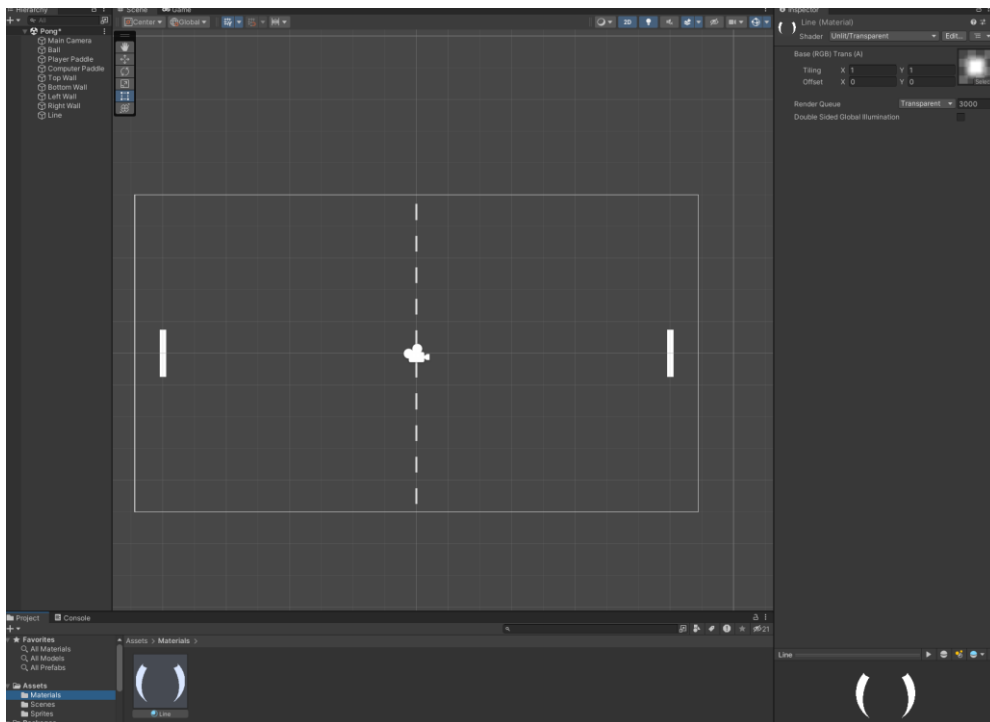 Hierarchy
All
Pong*
Main Camera
Ball
Player Paddle
Computer Paddle
Top Wall
Bottom Wall
Left Wall
Right Wall
Line
Scene Game
Center Global
2D
Inspector
Line (Material)
Shader Unlit/Transparent Edit...
Base (RGB) Trans (A)
Tiling X 1 Y 1
Offset X 0 Y 0
Select
Render Queue Transparent 3000
Double Sided Global Illumination
Project Console
21
Favorites
All Materials
All Models
All Prefabs
Assets
Materials
Scenes
Sprites
Assets > Materials >
Line
Line